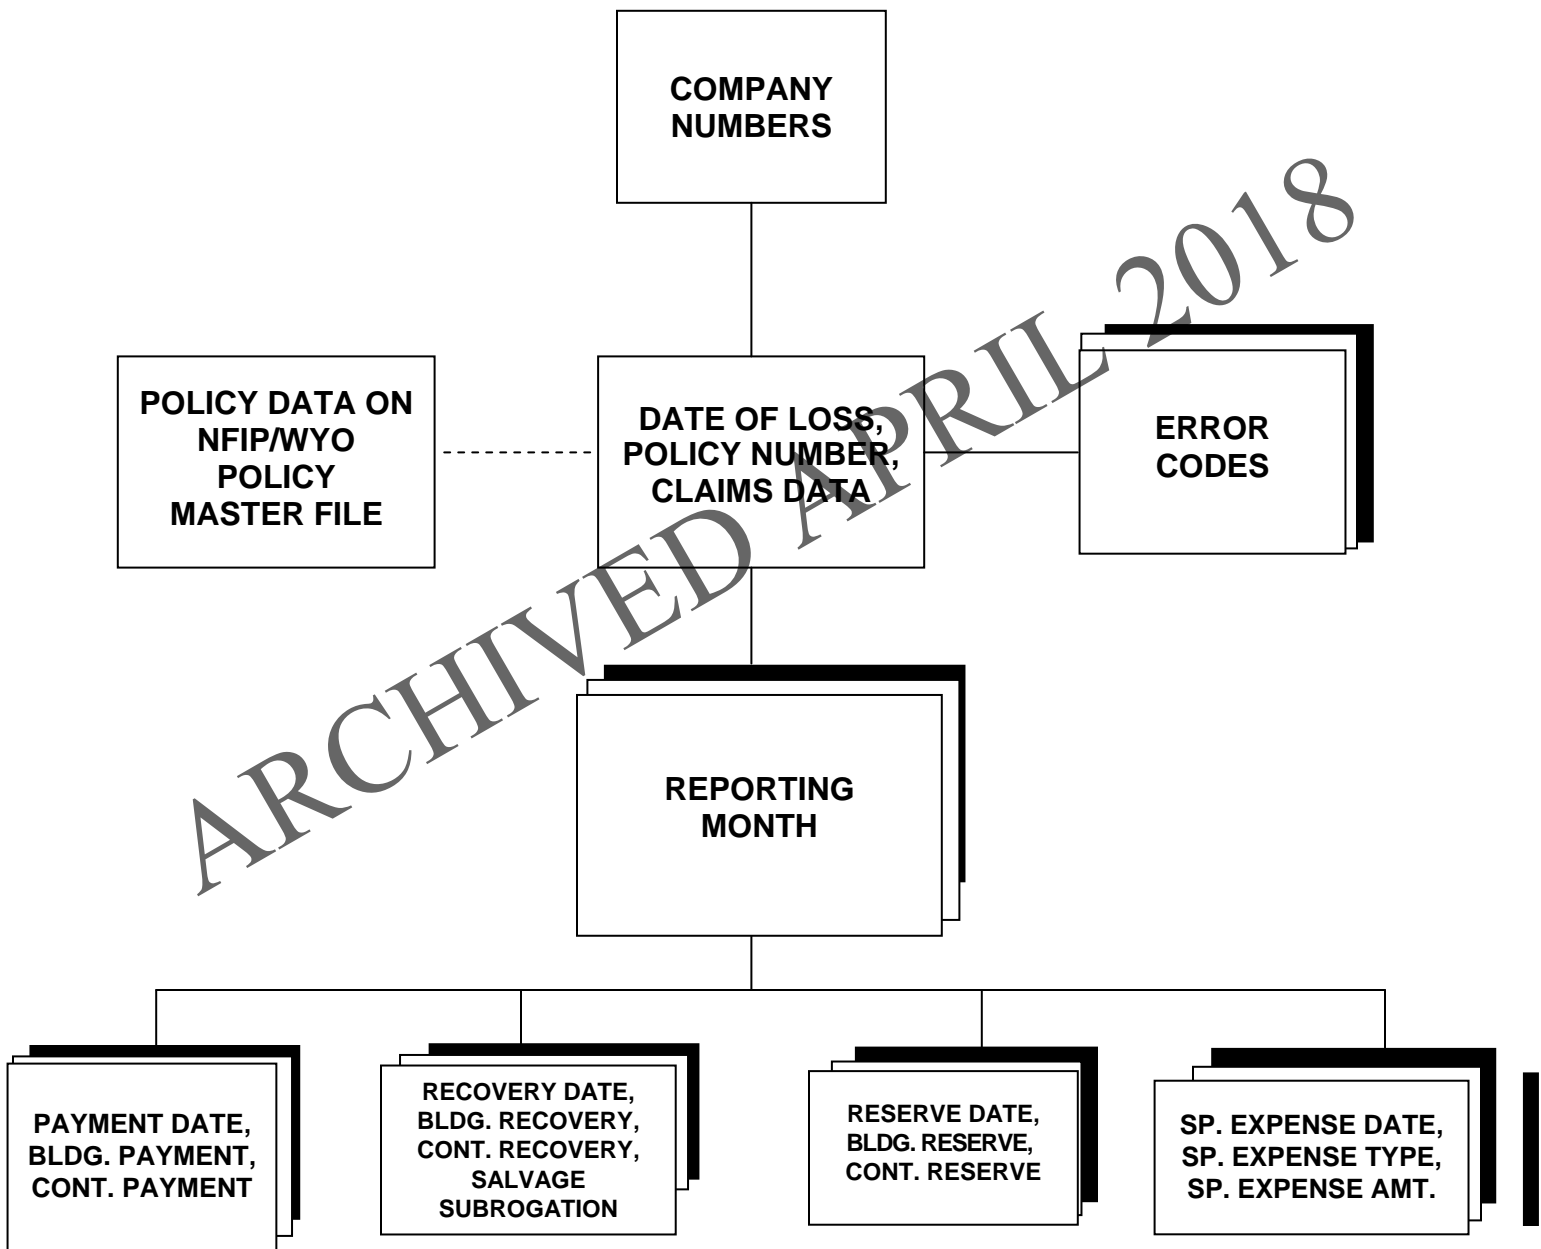 COMPANY
NUMBERS
POLICY DATA ON
NFIP/WYO
POLICY
MASTER FILE
DATE OF LOSS,
POLICY NUMBER,
CLAIMS DATA
ERROR
CODES
ARCHIVED APRIL 2018
REPORTING
MONTH
PAYMENT DATE,
BLDG. PAYMENT,
CONT. PAYMENT
RECOVERY DATE,
BLDG. RECOVERY,
CONT. RECOVERY,
SALVAGE
SUBROGATION
RESERVE DATE,
BLDG. RESERVE,
CONT. RESERVE
SP. EXPENSE DATE,
SP. EXPENSE TYPE,
SP. EXPENSE AMT.